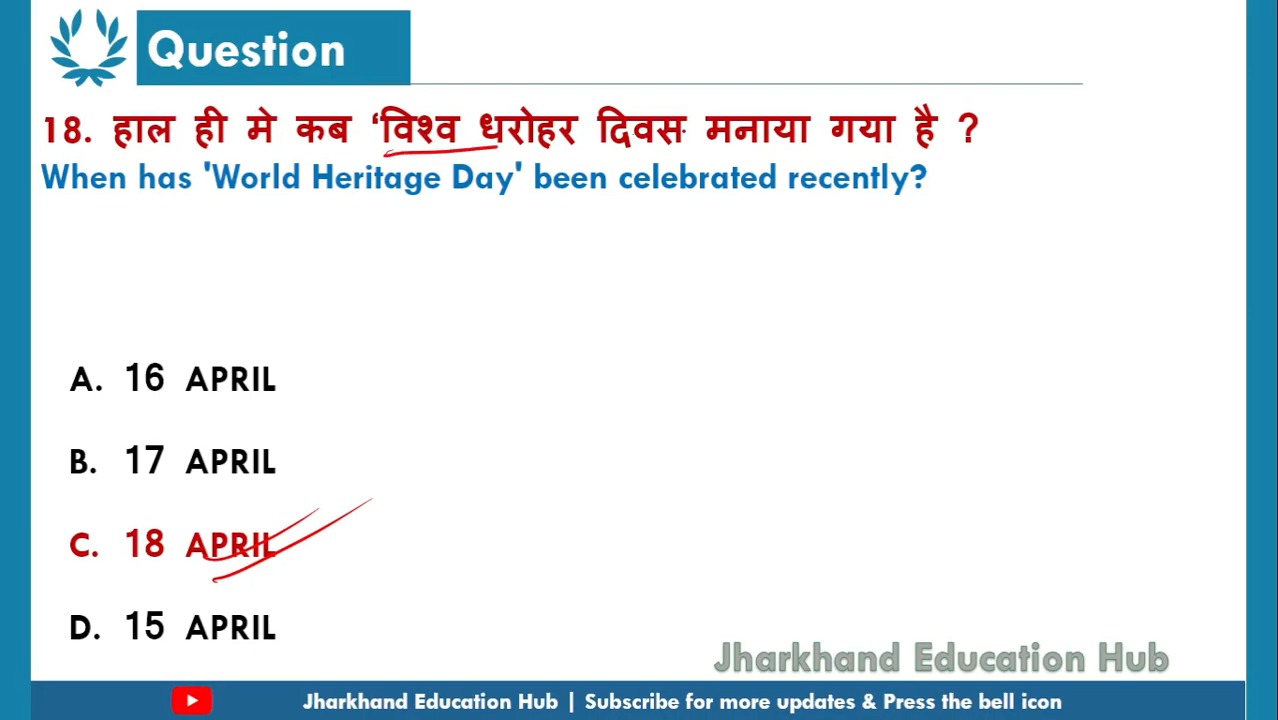 Question
18. हाल ही मे कब ‘विश्व धरोहर दिवसः मनाया गया है ?
When has 'World Heritage Day' been celebrated recently?
A. 16 APRIL
B. 17 APRIL
C. 18 APRIL
D. 15 APRIL
Jharkhand Education Hub
Jharkhand Education Hub | Subscribe for more updates & Press the bell icon